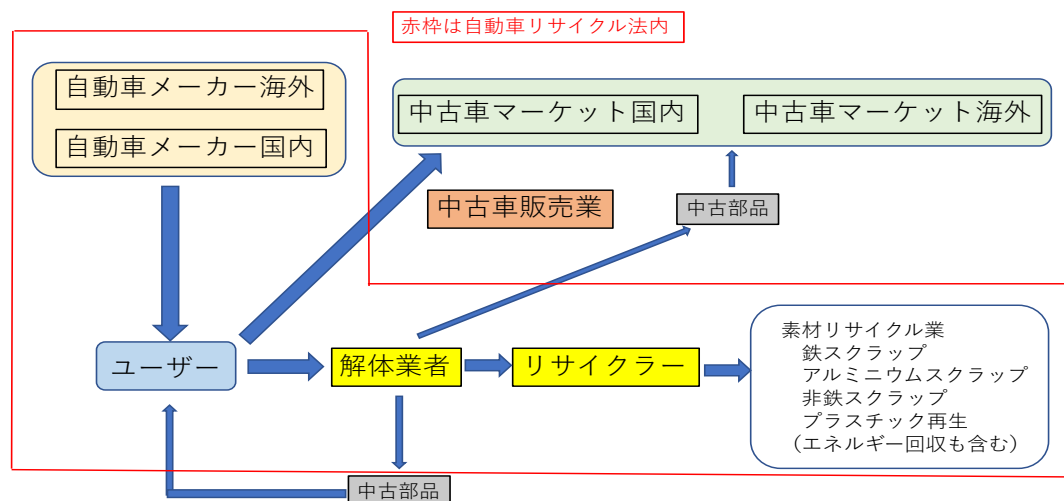 赤枠は自動車リサイクル法内
自動車メーカー海外
自動車メーカー国内
中古車マーケット国内
中古車マーケット海外
中古車販売業
中古部品
ユーザー
解体業者
リサイクラー
素材リサイクル業
鉄スクラップ
アルミニウムスクラップ
非鉄スクラップ
プラスチック再生
(エネルギー回収も含む)
中古部品